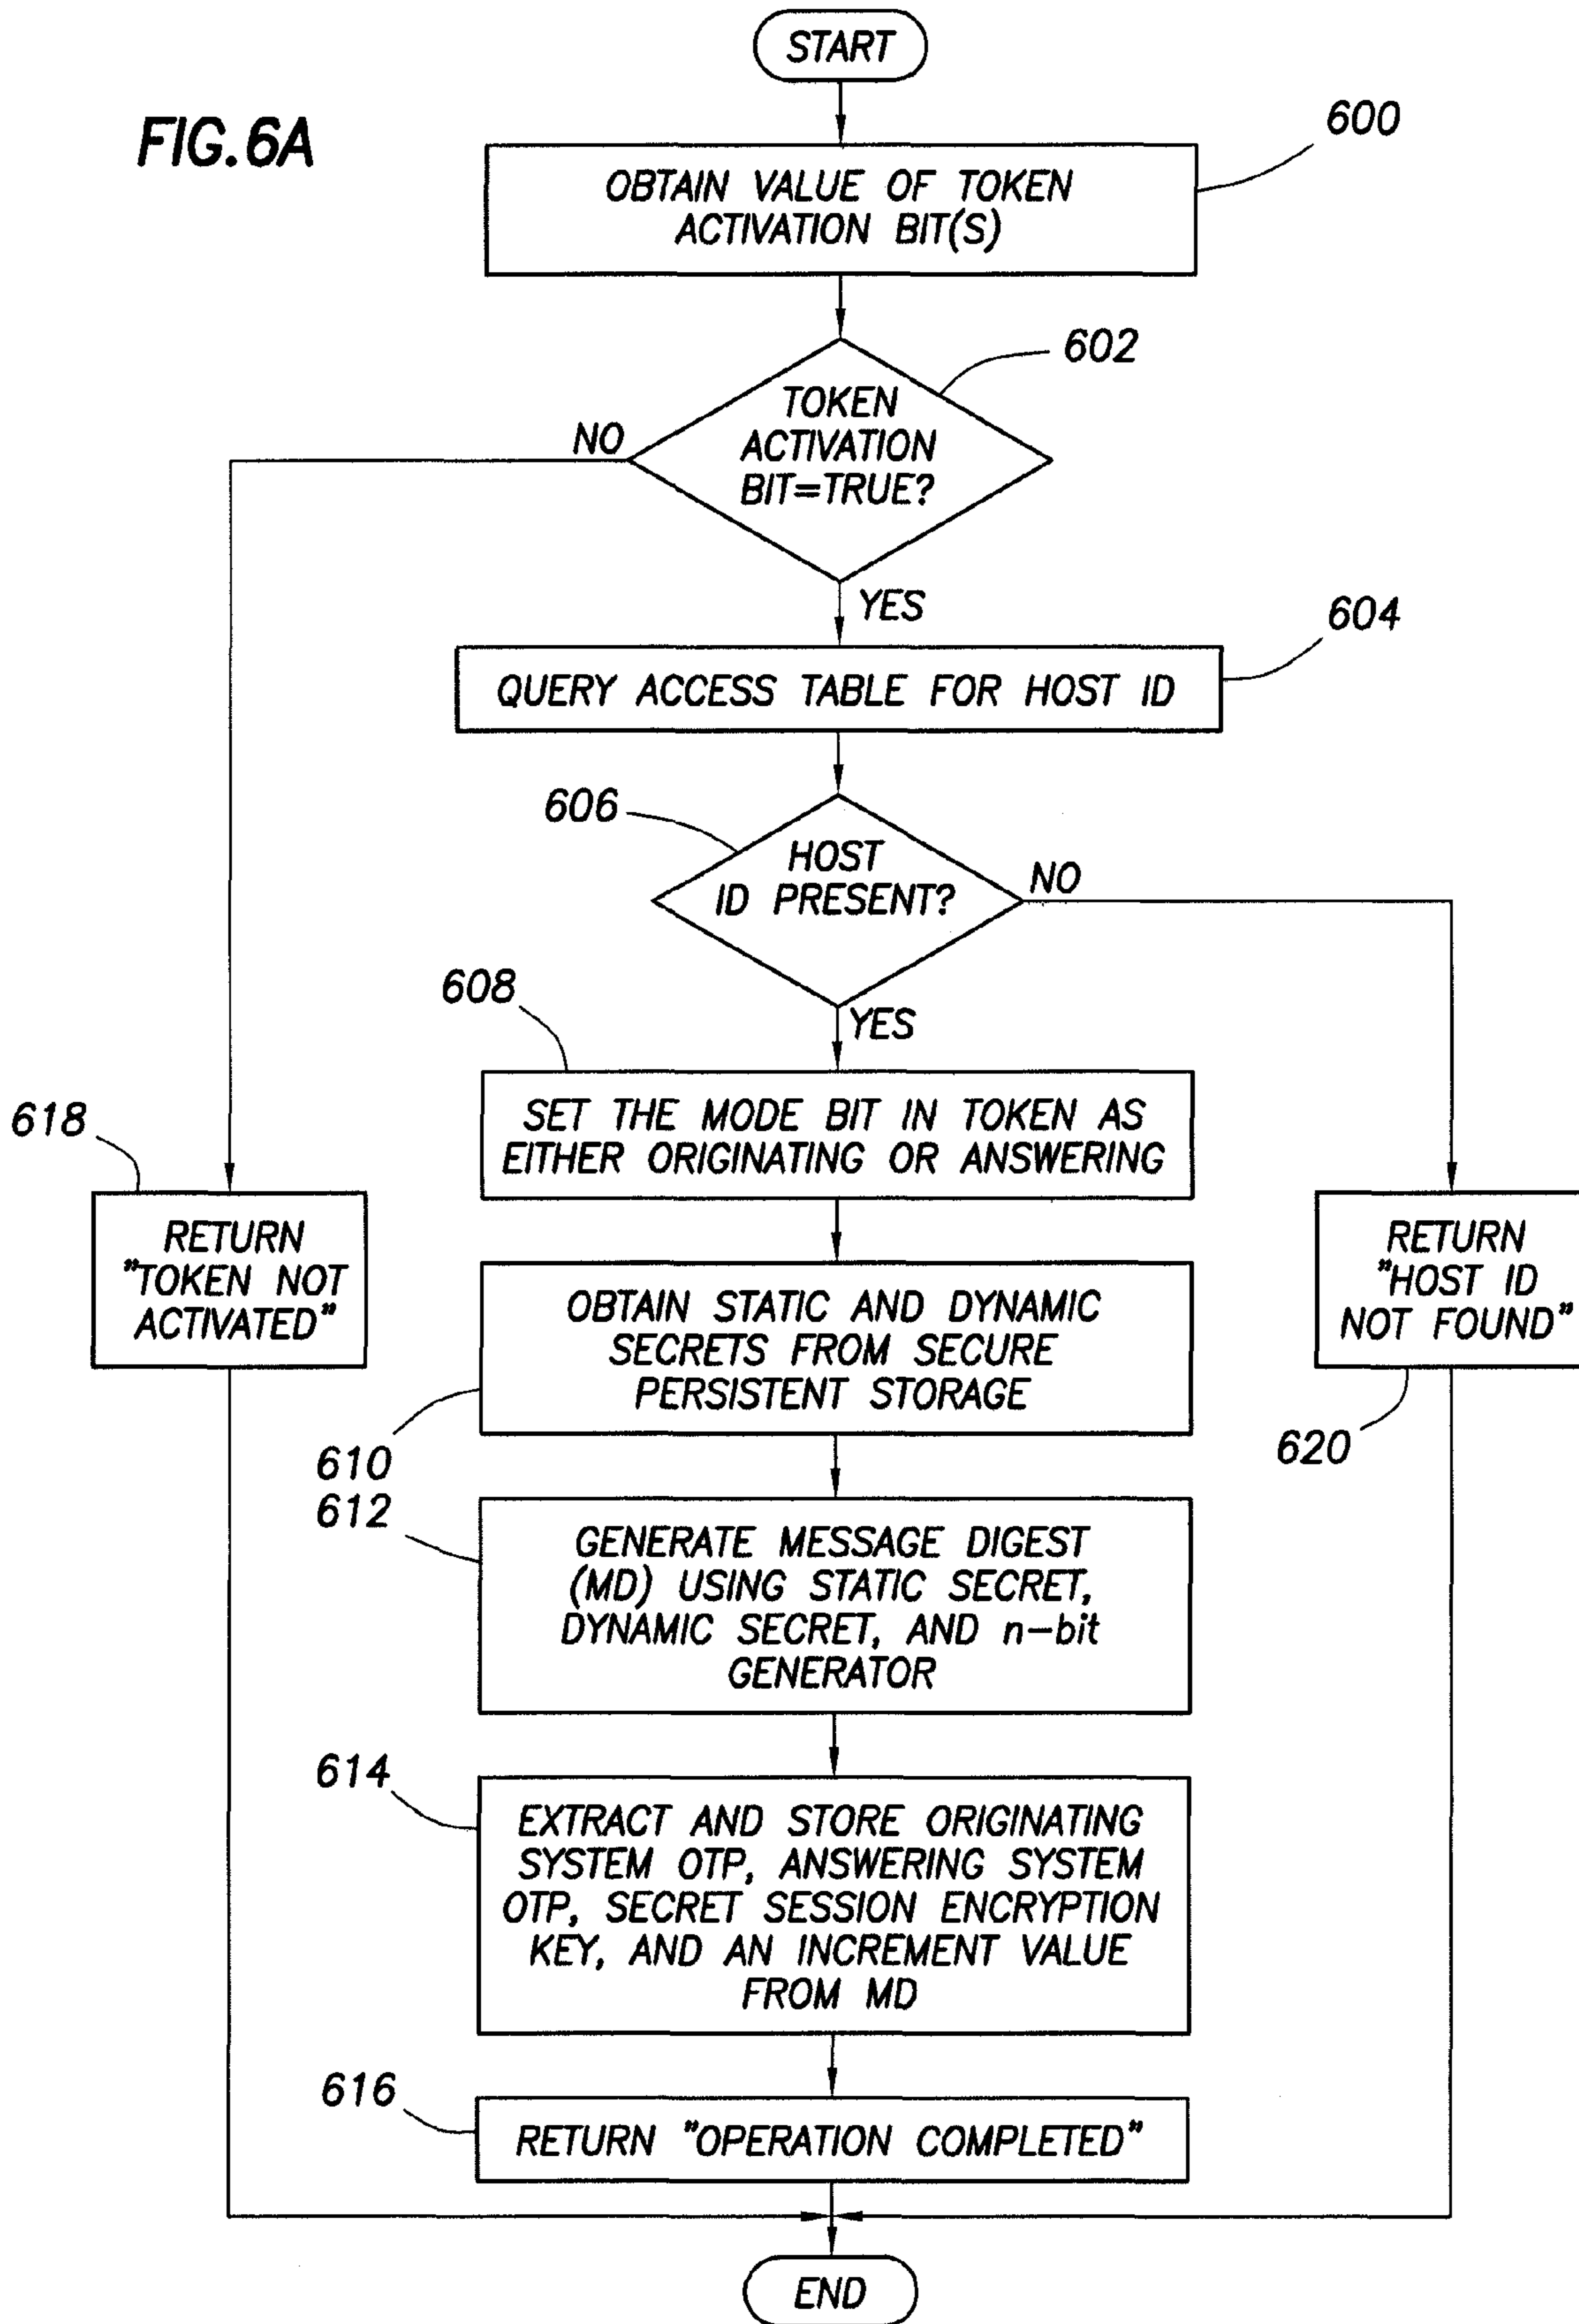 START
FIG.6A
600
OBTAIN VALUE OF TOKEN
ACTIVATION BIT(S)
602
TOKEN
ACTIVATION
BIT=TRUE?
NO
YES
604
QUERY ACCESS TABLE FOR HOST ID
606
HOST
ID PRESENT?
NO
YES
608
SET THE MODE BIT IN TOKEN AS
EITHER ORIGINATING OR ANSWERING
618
RETURN
"TOKEN NOT
ACTIVATED"
RETURN
"HOST ID
NOT FOUND"
620
OBTAIN STATIC AND DYNAMIC
SECRETS FROM SECURE
PERSISTENT STORAGE
610
612
GENERATE MESSAGE DIGEST
(MD) USING STATIC SECRET,
DYNAMIC SECRET, AND n-bit
GENERATOR
614
EXTRACT AND STORE ORIGINATING
SYSTEM OTP, ANSWERING SYSTEM
OTP, SECRET SESSION ENCRYPTION
KEY, AND AN INCREMENT VALUE
FROM MD
616
RETURN "OPERATION COMPLETED"
END